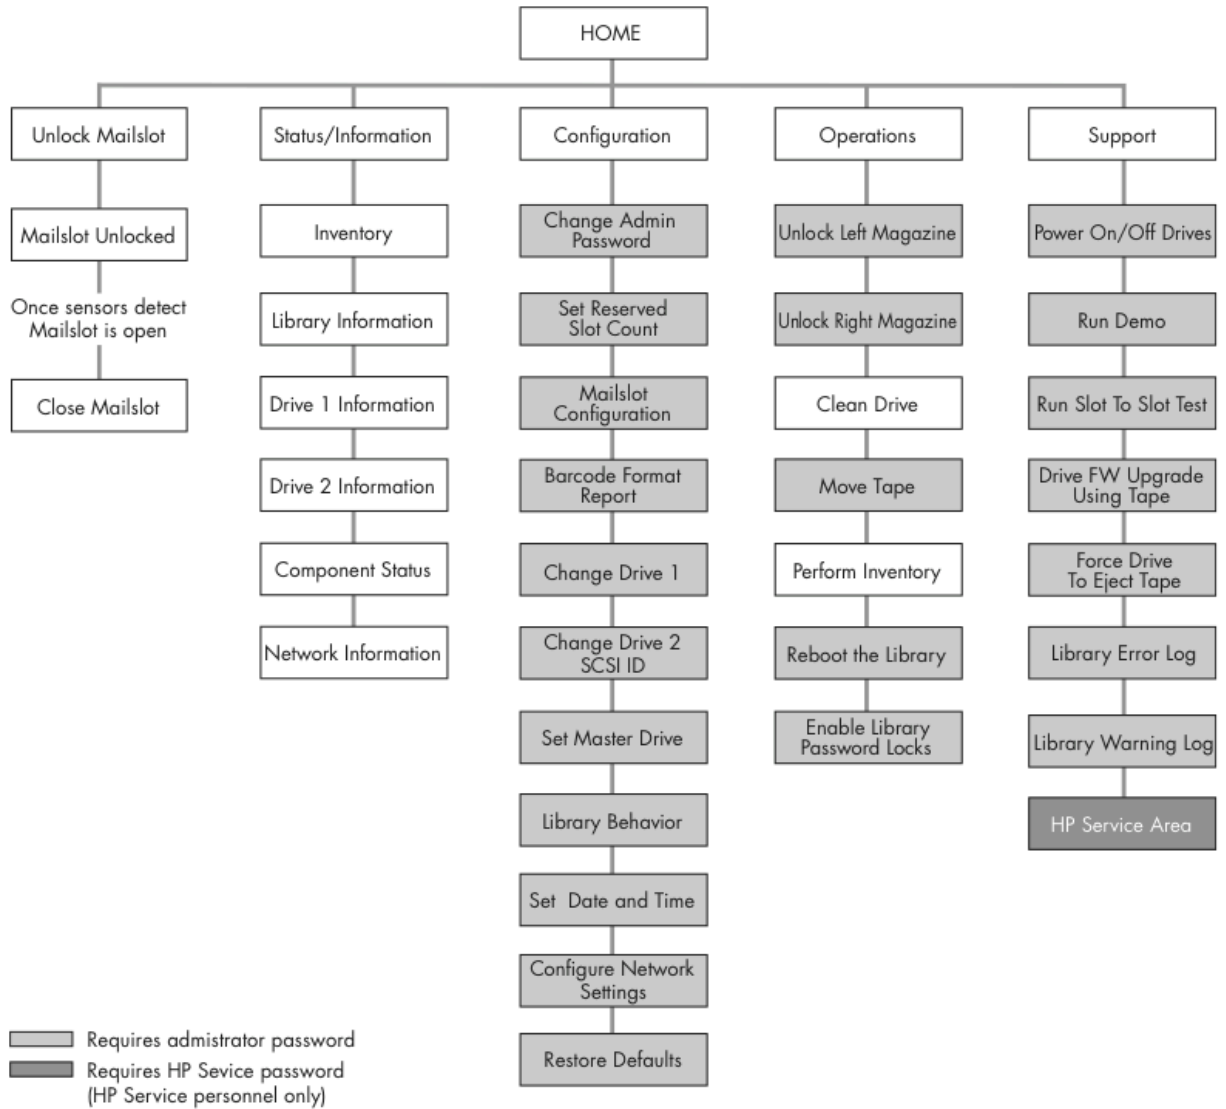 HOME
Unlock Mailslot
Mailslot Unlocked
Once sensors detect
Mailslot is open
Close Mailslot
Status/Information
Inventory
Library Information
Drive 1 Information
Drive 2 Information
Component Status
Network Information
Configuration
Change Admin
Password
Set Reserved
Slot Count
Mailslot
Configuration
Barcode Format
Report
Change Drive 1
Change Drive 2
SCSI ID
Set Master Drive
Library Behavior
Set Date and Time
Configure Network
Settings
Restore Defaults
Operations
Unlock Left Magazine
Unlock Right Magazine
Clean Drive
Move Tape
Perform Inventory
Reboot the Library
Enable Library
Password Locks
Support
Power On/Off Drives
Run Demo
Run Slot To Slot Test
Drive FW Upgrade
Using Tape
Force Drive
To Eject Tape
Library Error Log
Library Warning Log
HP Service Area
Requires admistrator password
Requires HP Sevice password
(HP Service personnel only)